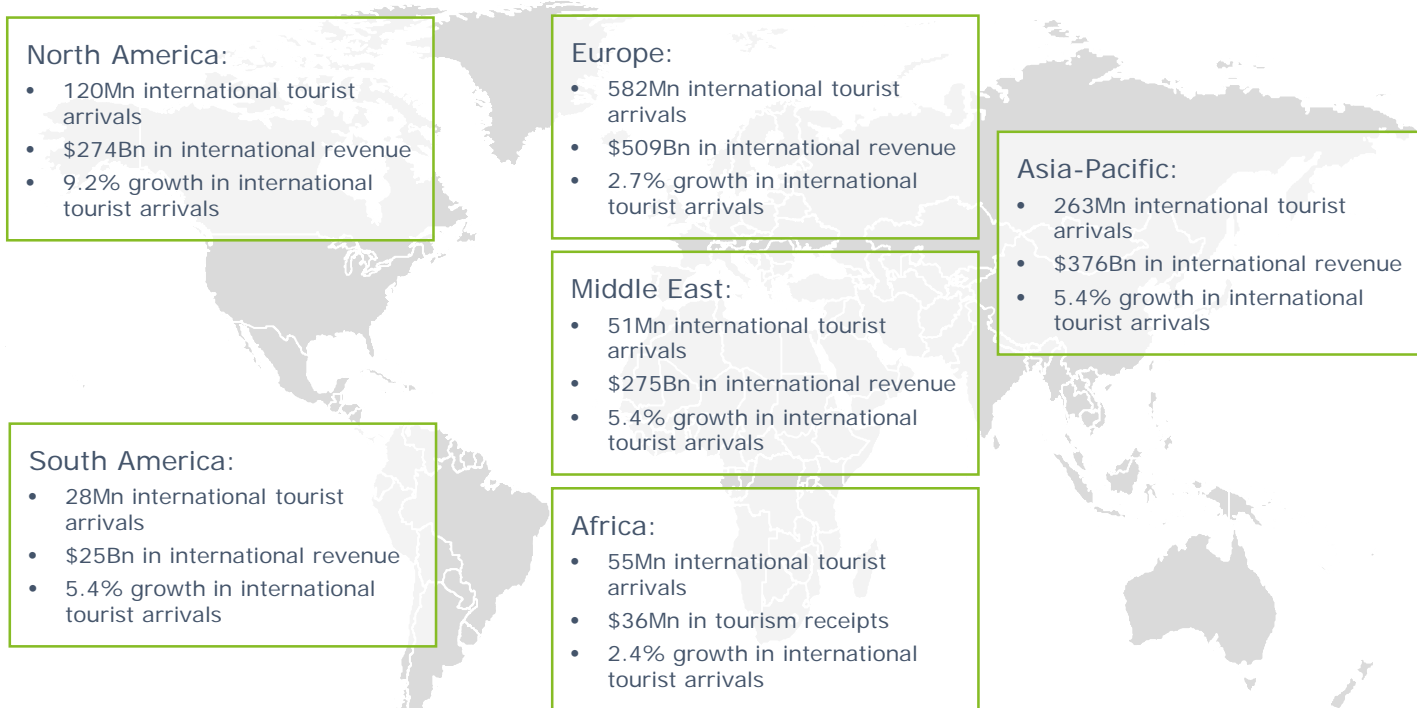 North America:
• 120Mn international tourist
arrivals
• $274Bn in international revenue
• 9.2% growth in international
tourist arrivals
Europe:
• 582Mn international tourist
arrivals
• $509Bn in international revenue
• 2.7% growth in international
tourist arrivals
Asia-Pacific:
• 263Mn international tourist
arrivals
• $376Bn in international revenue
• 5.4% growth in international
tourist arrivals
Middle East:
• 51Mn international tourist
arrivals
• $275Bn in international revenue
• 5.4% growth in international
tourist arrivals
South America:
• 28Mn international tourist
arrivals
• $25Bn in international revenue
• 5.4% growth in international
tourist arrivals
Africa:
• 55Mn international tourist
arrivals
• $36Mn in tourism receipts
• 2.4% growth in international
tourist arrivals